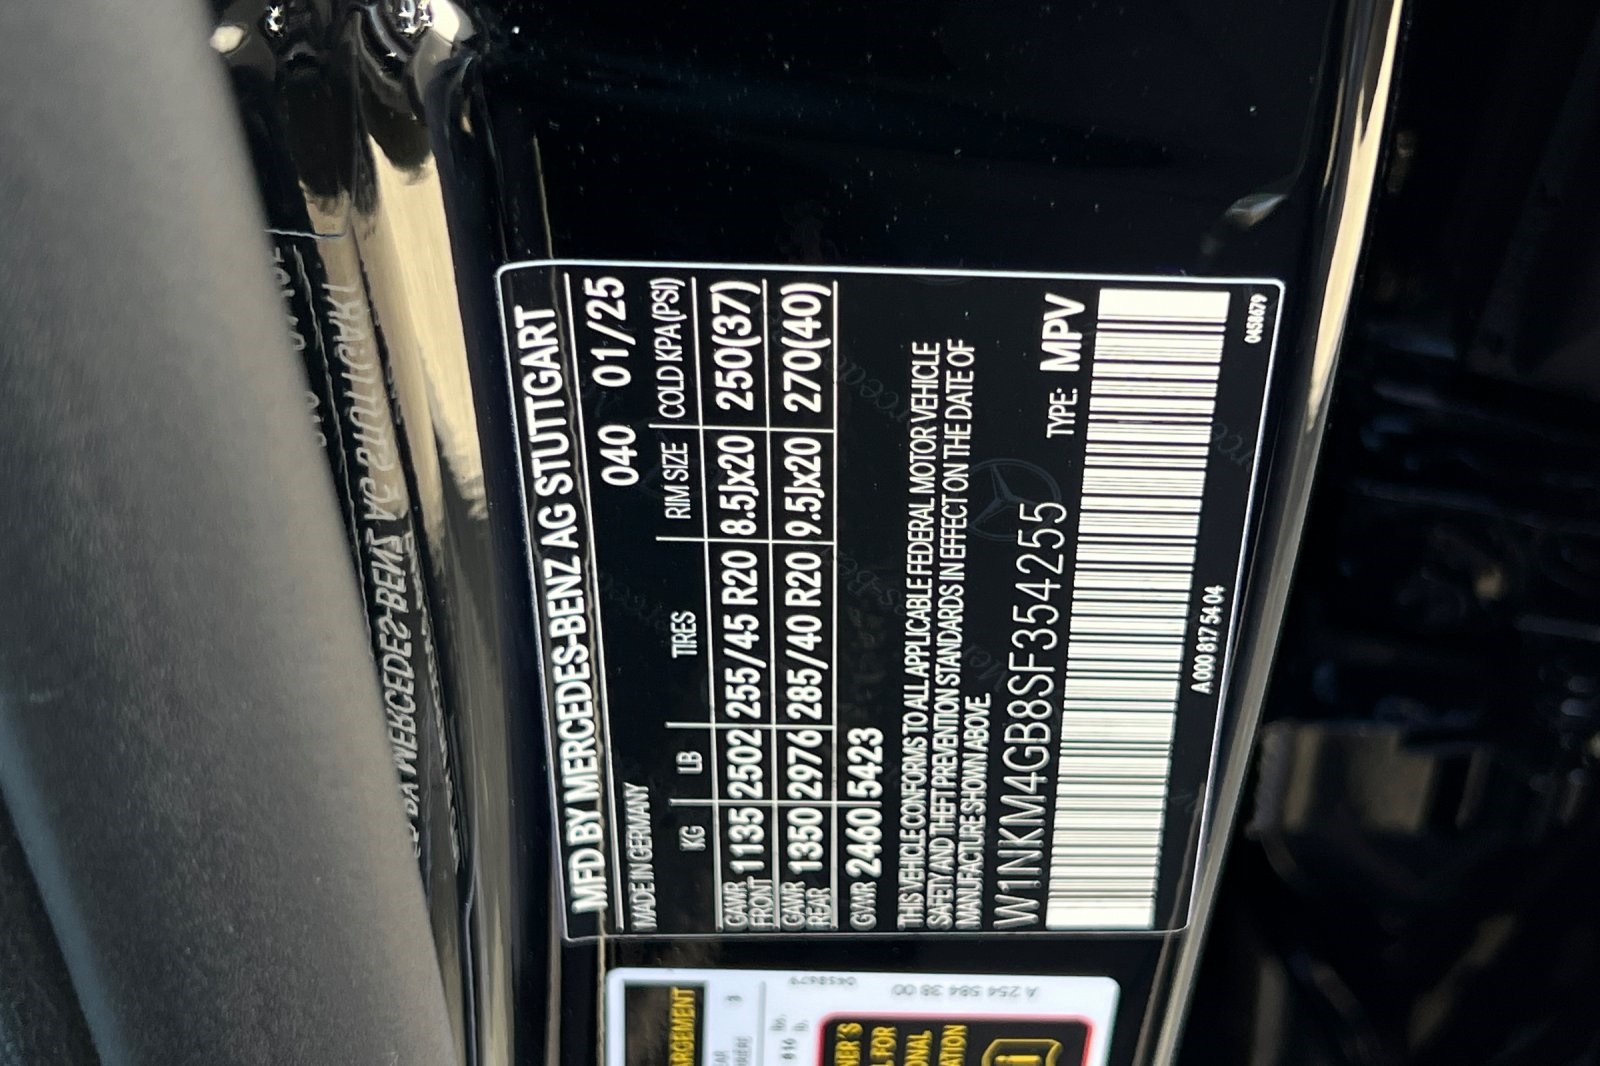 MFD BY MERCEDES-BENZ AG STUTTGART
MADE IN GERMANY 040 01/25
KG LB TIRES RIM SIZE COLD KPA (PSI)
GAWR FRONT 1135 2502 255/45 R20 8.5Jx20 250(37)
GAWR REAR 1350 2976 285/40 R20 9.5Jx20 270(40)
GVWR 2460 5423
THIS VEHICLE CONFORMS TO ALL APPLICABLE FEDERAL MOTOR VEHICLE
SAFETY AND THEFT PREVENTION STANDARDS IN EFFECT ON THE DATE OF
MANUFACTURE SHOWN ABOVE.
W1NKM4GB8SF354255 TYPE: MPV
A 000 817 54 04
0458679
A 254 584 38 00
0458679
3
816